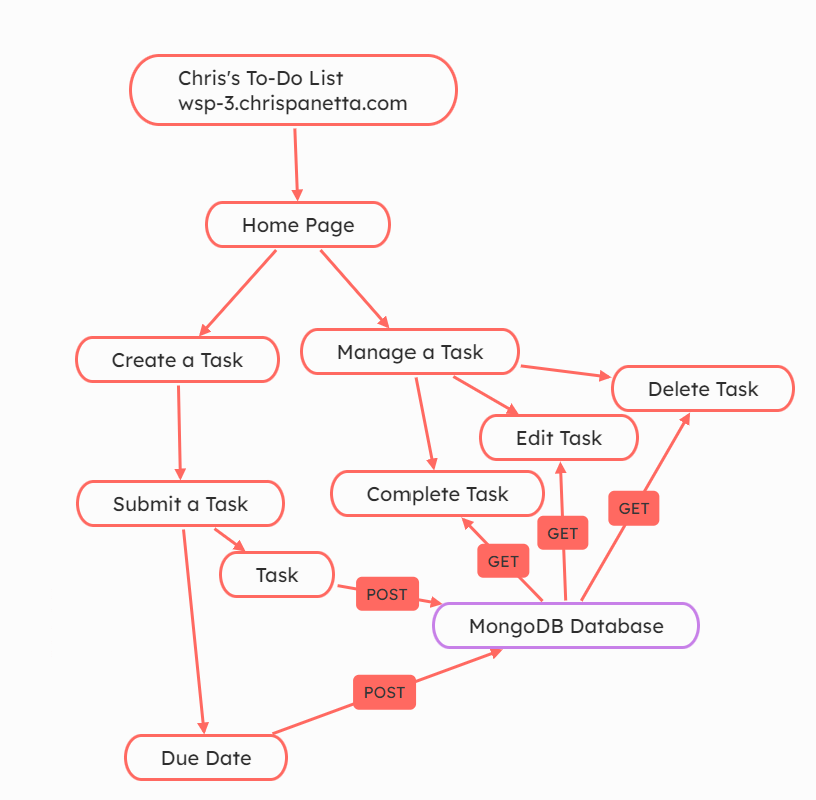 Chris's To-Do List
wsp-3.chrispanetta.com
Home Page
Create a Task
Manage a Task
Delete Task
Edit Task
Complete Task
Submit a Task
GET
GET
GET
Task
POST
MongoDB Database
POST
Due Date